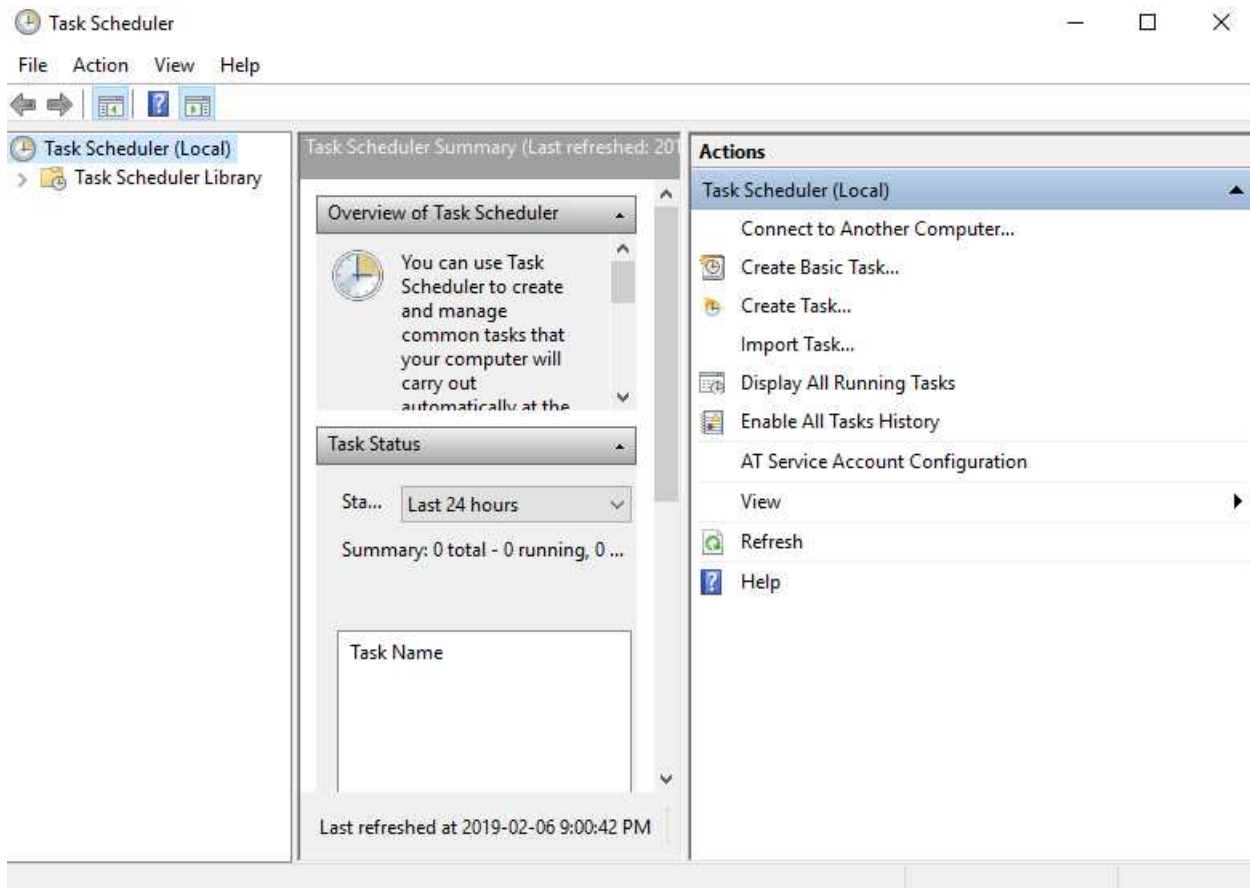 Task Scheduler
File Action View Help
Task Scheduler (Local)
Task Scheduler Library
Task Scheduler Summary (Last refreshed: 201
Overview of Task Scheduler
You can use Task
Scheduler to create
and manage
common tasks that
your computer will
carry out
automatically at the
Task Status
Sta... Last 24 hours
Summary: 0 total - 0 running, 0 ...
Task Name
Last refreshed at 2019-02-06 9:00:42 PM
Actions
Task Scheduler (Local)
Connect to Another Computer...
Create Basic Task...
Create Task...
Import Task...
Display All Running Tasks
Enable All Tasks History
AT Service Account Configuration
View
Refresh
Help